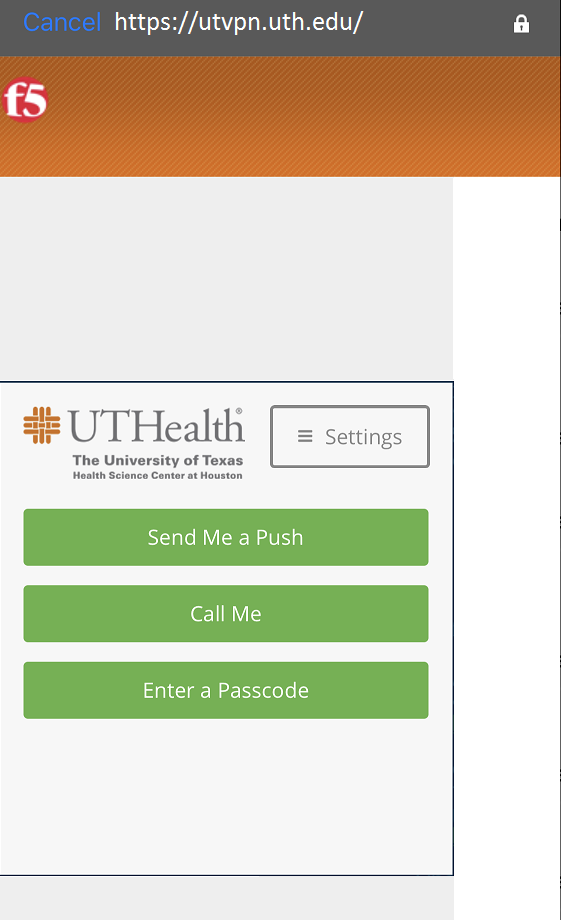 Cancel https://utvpn.uth.edu/
f5
UTHealth®
The University of Texas
Health Science Center at Houston
Settings
Send Me a Push
Call Me
Enter a Passcode